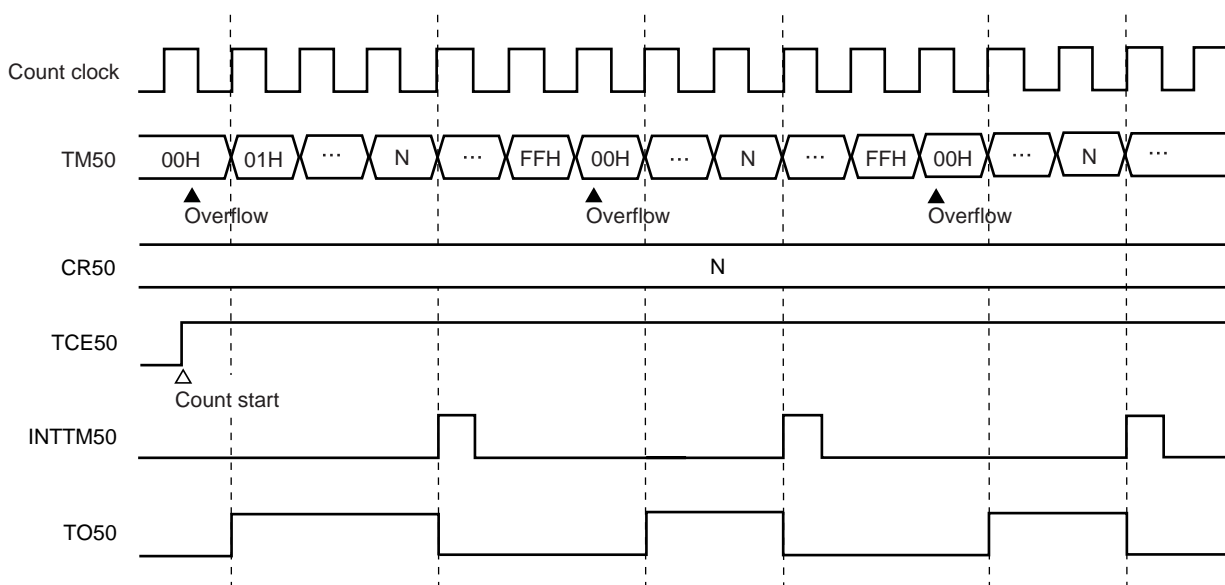 Count clock
TM50 00H 01H ... N ... FFH 00H ... N ... FFH 00H ... N ...
Overflow Overflow Overflow
CR50 N
TCE50
Count start
INTTM50
TO50